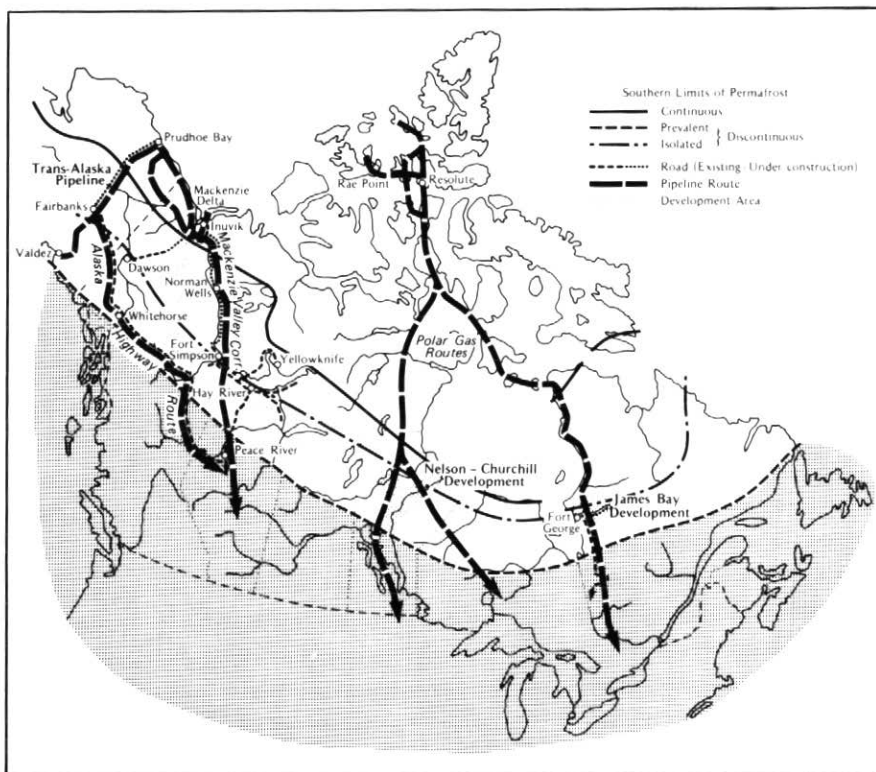 Southern Limits of Permafrost
Continuous
Prevalent
Isolated
Discontinuous
Road (Existing Under construction)
Pipeline Route
Development Area
Prudhoe Bay
Trans-Alaska
Pipeline
Fairbanks
Valdez
Mackenzie
Delta
Inuvik
Rae Point
Resolute
Dawson
Norman
Wells
Mackenzie Valley Corr
Alaska
Highway
Route
Whitehorse
Fort
Simpson
Yellowknife
Hay River
Peace River
Polar Gas
Routes
Nelson - Churchill
Development
James Bay
Development
Fort
George